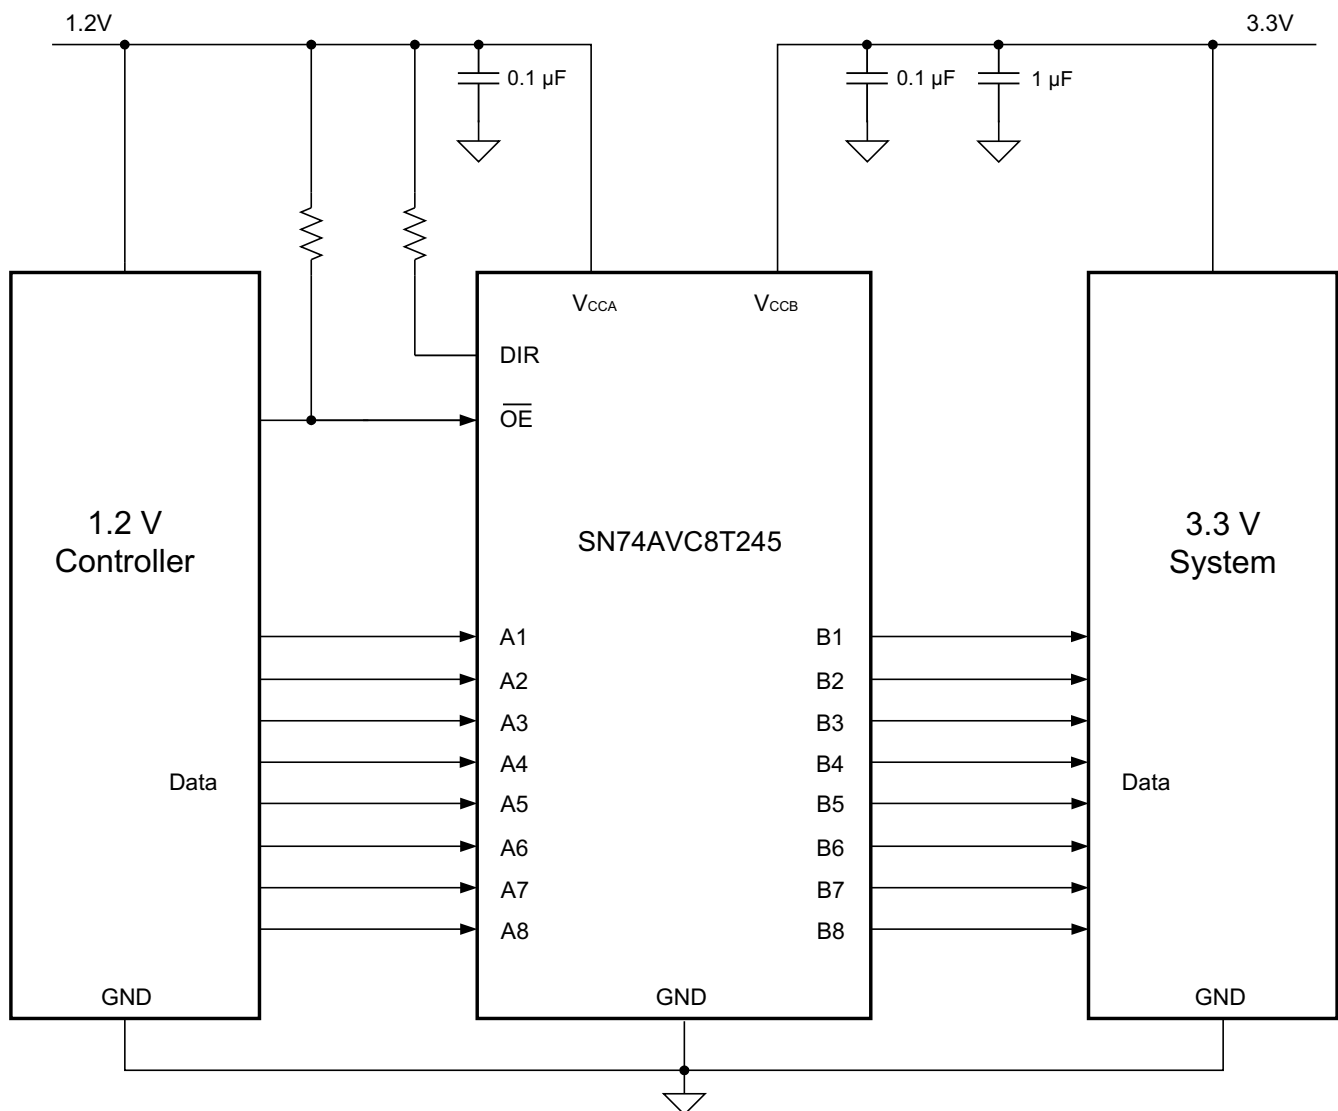 1.2V
3.3V
0.1 µF
0.1 µF
1 µF
VCCA
VCCB
DIR
OE
1.2 V
Controller
SN74AVC8T245
3.3 V
System
A1
B1
A2
B2
A3
B3
A4
B4
Data
Data
A5
B5
A6
B6
A7
B7
A8
B8
GND
GND
GND